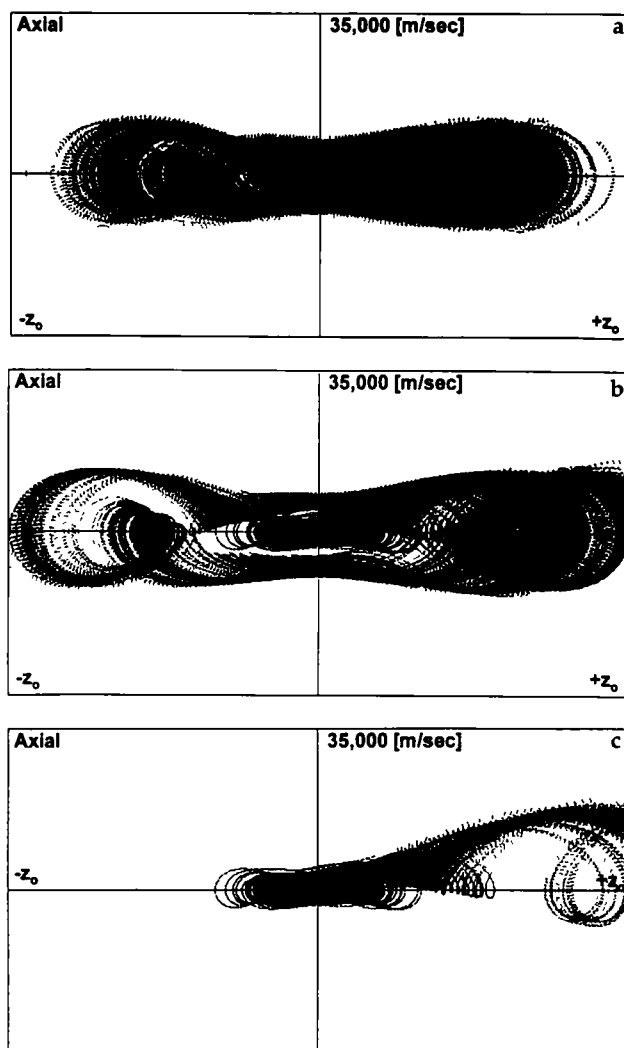 Axial 35,000 [m/sec] a
-z₀ +z₀
Axial 35,000 [m/sec] b
-z₀ +z₀
Axial 35,000 [m/sec] c
-z₀ +z₀